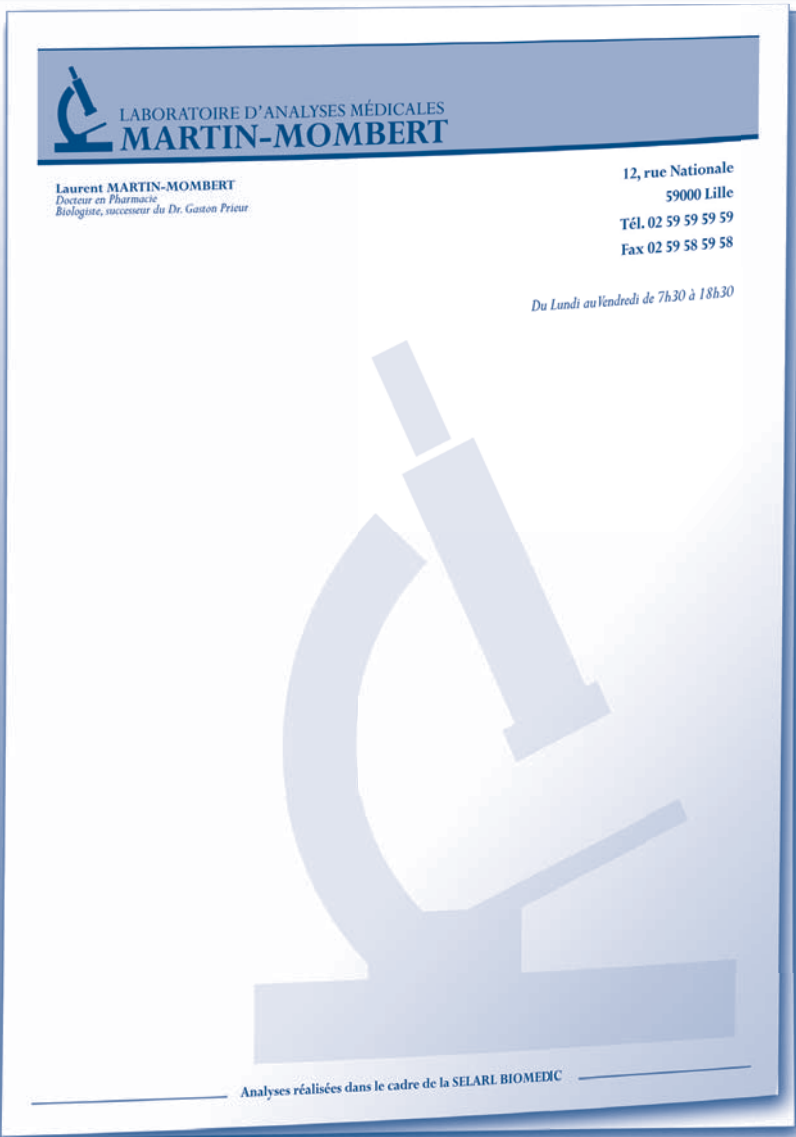 LABORATOIRE D'ANALYSES MÉDICALES
MARTIN-MOMBERT
Laurent MARTIN-MOMBERT
Docteur en Pharmacie
Biologiste, successeur du Dr. Gaston Prieur
12, rue Nationale
59000 Lille
Tél. 02 59 59 59 59
Fax 02 59 58 59 58
Du Lundi au Vendredi de 7h30 à 18h30
Analyses réalisées dans le cadre de la SELARL BIOMEDIC